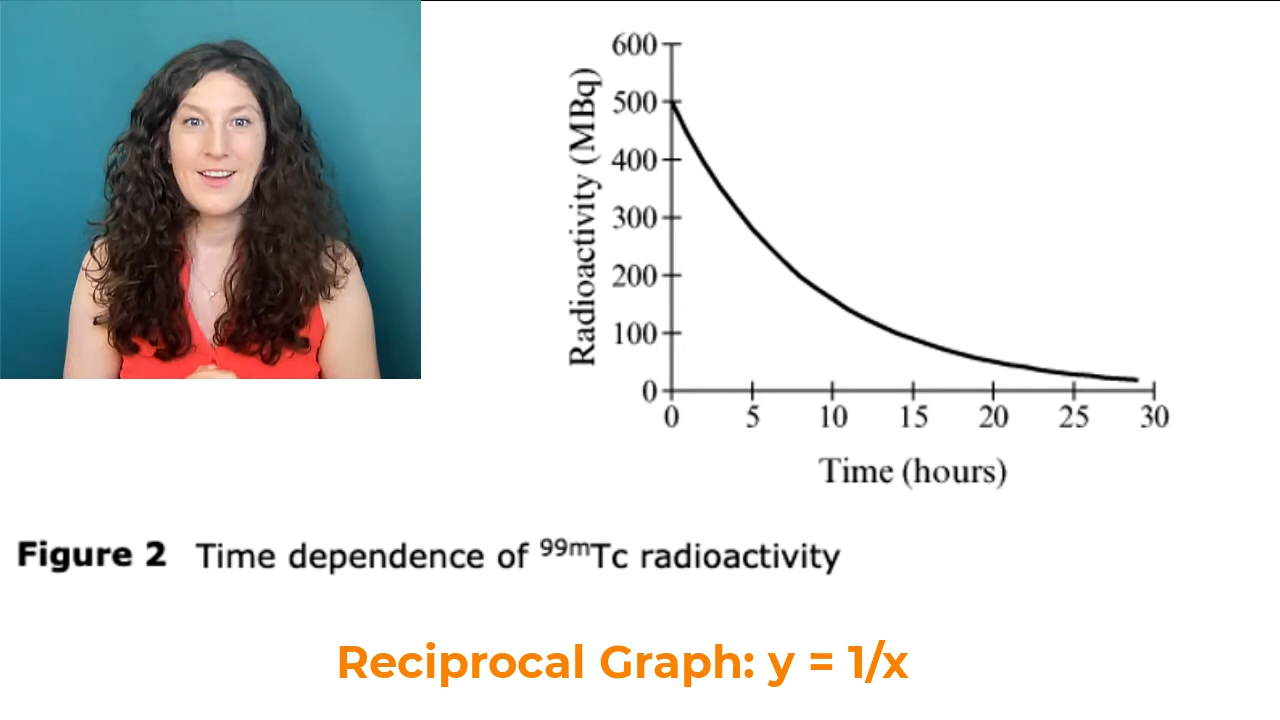 600
500
400
300
200
100
0
Radioactivity (MBq)
0 5 10 15 20 25 30
Time (hours)
Figure 2 Time dependence of ⁹⁹ᵐTc radioactivity
Reciprocal Graph: y = 1/x